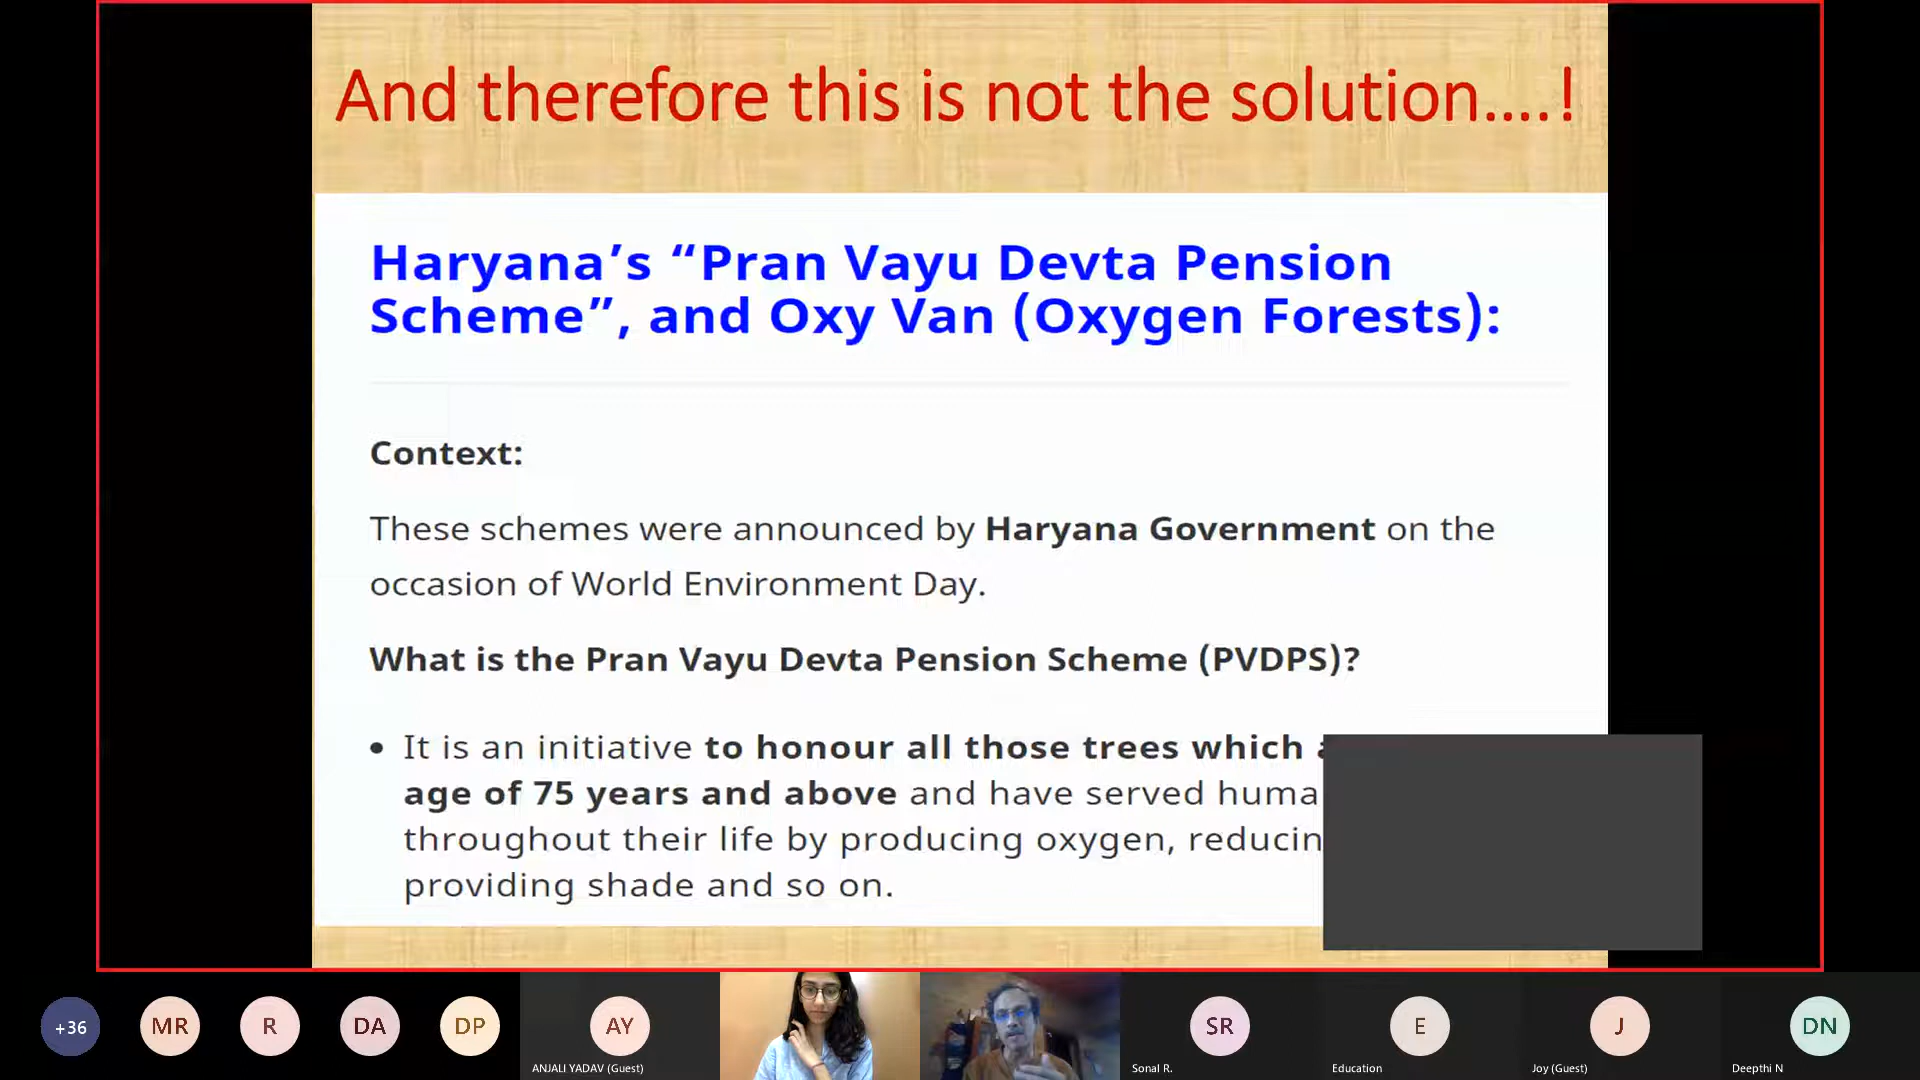 And therefore this is not the solution....!
Haryana’s “Pran Vayu Devta Pension
Scheme”, and Oxy Van (Oxygen Forests):
Context:
These schemes were announced by Haryana Government on the
occasion of World Environment Day.
What is the Pran Vayu Devta Pension Scheme (PVDPS)?
• It is an initiative to honour all those trees which
age of 75 years and above and have served
throughout their life by producing oxygen,
providing shade and so on.
+36 MR R DA DP AY SR E J DN
ANJALI YADAV (Guest) Sonal R. Education Joy (Guest) Deepthi N